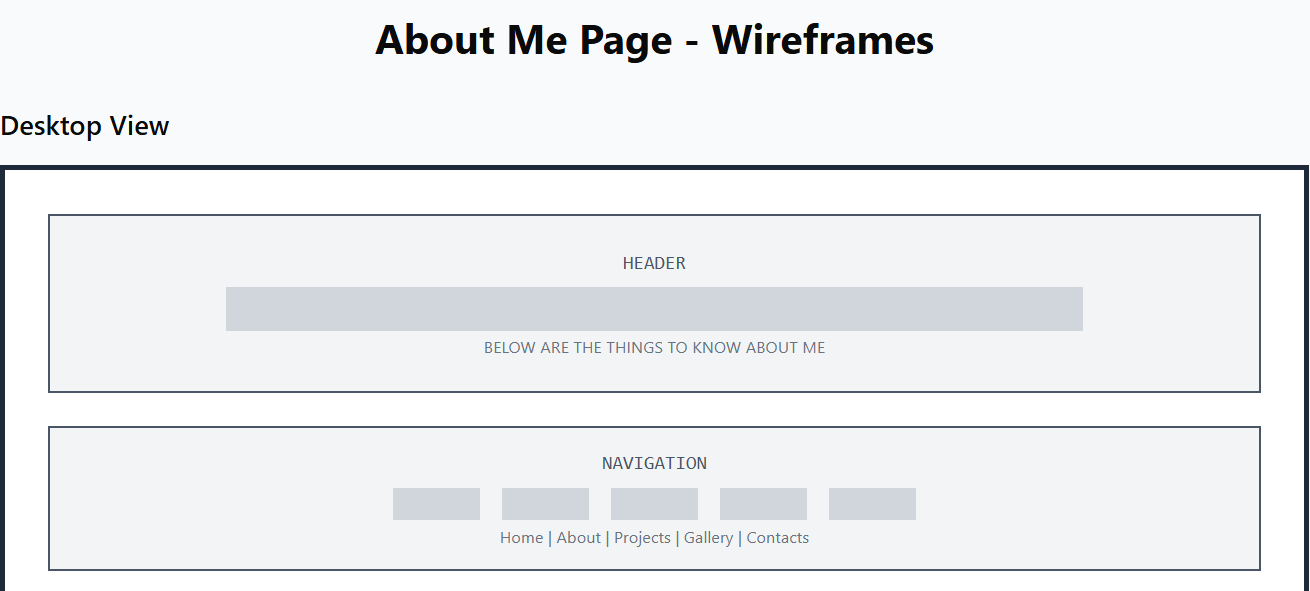 About Me Page - Wireframes
Desktop View
HEADER
BELOW ARE THE THINGS TO KNOW ABOUT ME
NAVIGATION
Home | About | Projects | Gallery | Contacts